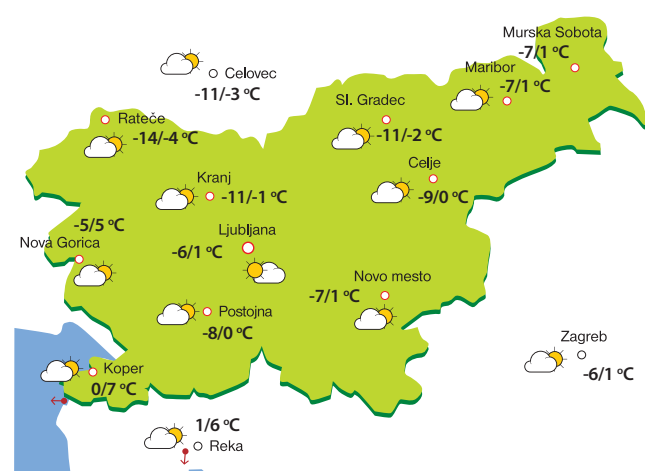 Murska Sobota
-7/1 °C
Maribor
-7/1 °C
Celovec
-11/-3 °C
Sl. Gradec
-11/-2 °C
Rateče
-14/-4 °C
Celje
-9/0 °C
Kranj
-11/-1 °C
-5/5 °C
Nova Gorica
Ljubljana
-6/1 °C
Novo mesto
-7/1 °C
Postojna
-8/0 °C
Zagreb
-6/1 °C
Koper
0/7 °C
1/6 °C
Reka